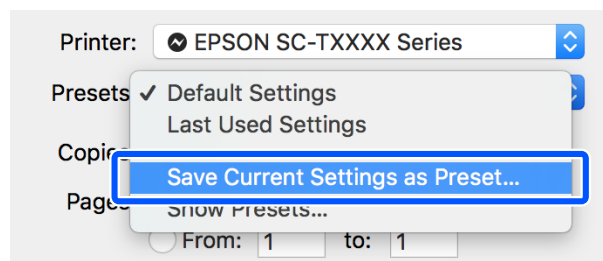 Printer: EPSON SC-TXXXX Series
Presets ✓ Default Settings
Last Used Settings
Copies
Save Current Settings as Preset...
Pages
Show Presets...
From: 1 to: 1